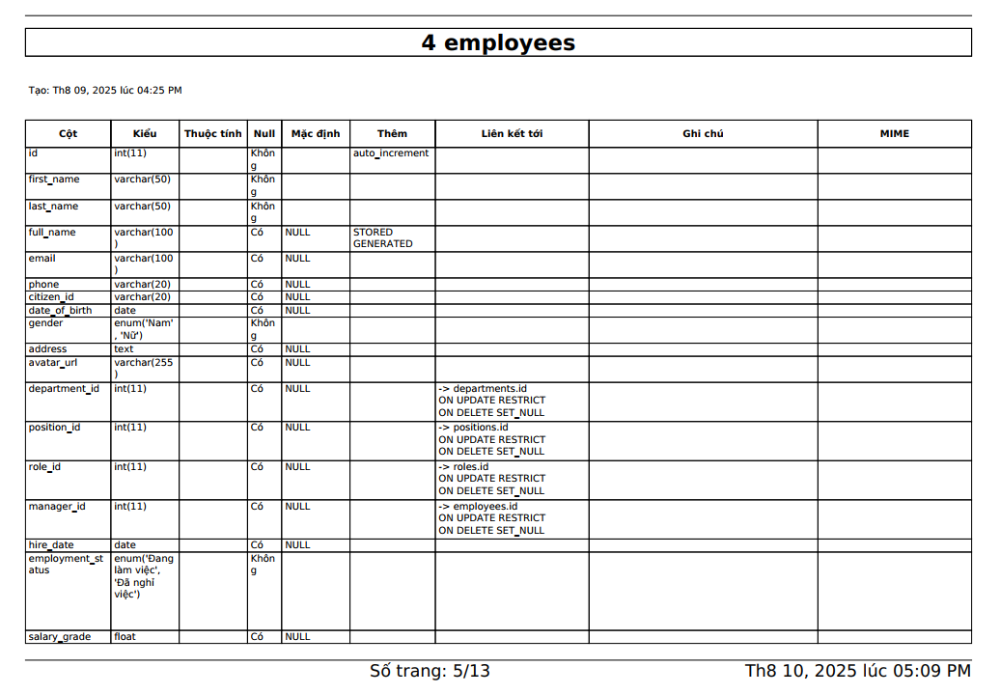 4 employees
Tạo: Th8 09, 2025 lúc 04:25 PM
Cột Kiểu Thuộc tính Null Mặc định Thêm Liên kết tới Ghi chú MIME
id int(11) Khôn auto_increment
g
first_name varchar(50) Khôn
g
last_name varchar(50) Khôn
g
full_name varchar(100 Có NULL STORED
) GENERATED
email varchar(100 Có NULL
)
phone varchar(20) Có NULL
citizen_id varchar(20) Có NULL
date_of_birth date Có NULL
gender enum('Nam' Khôn
, 'Nữ') g
address text Có NULL
avatar_url varchar(255 Có NULL
)
department_id int(11) Có NULL -> departments.id
ON UPDATE RESTRICT
ON DELETE SET_NULL
position_id int(11) Có NULL -> positions.id
ON UPDATE RESTRICT
ON DELETE SET_NULL
role_id int(11) Có NULL -> roles.id
ON UPDATE RESTRICT
ON DELETE SET_NULL
manager_id int(11) Có NULL -> employees.id
ON UPDATE RESTRICT
ON DELETE SET_NULL
hire_date date Có NULL
employment_st enum('Đang Khôn
atus làm việc', g
'Đã nghỉ
việc')
salary_grade float Có NULL
Số trang: 5/13 Th8 10, 2025 lúc 05:09 PM